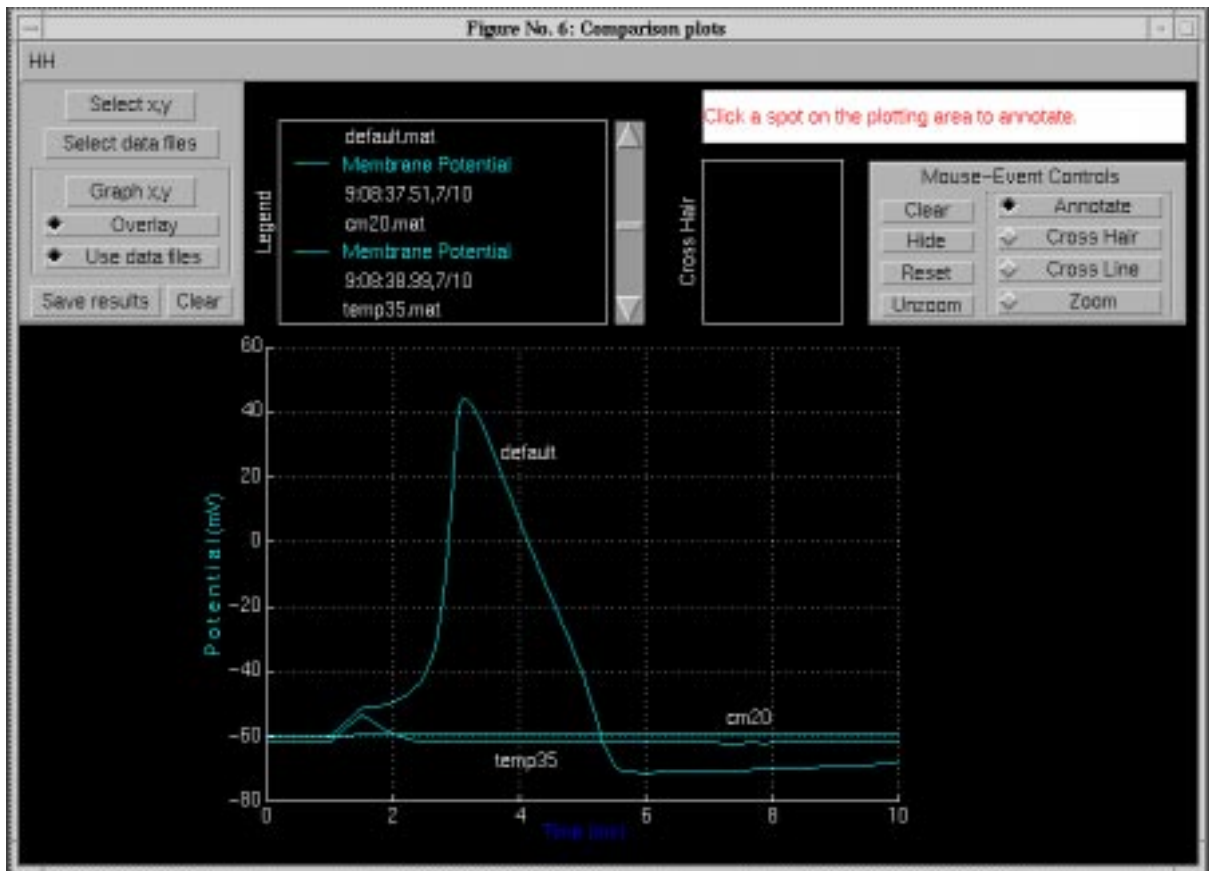 Figure No. 6: Comparison plots
HH
Select x,y
Select data files
Graph x,y
Overlay
Use data files
Save results
Clear
Legend
default.mat
Membrane Potential
9:08:37.51,7/10
cm20.mat
Membrane Potential
9:08:38.99,7/10
temp35.mat
Click a spot on the plotting area to annotate.
Cross Hair
Mouse-Event Controls
Clear
Hide
Reset
Unzoom
Annotate
Cross Hair
Cross Line
Zoom
Potential(mV)
60
40
20
0
-20
-40
-60
-80
default
cm20
temp35
0 2 4 6 8 10
Time